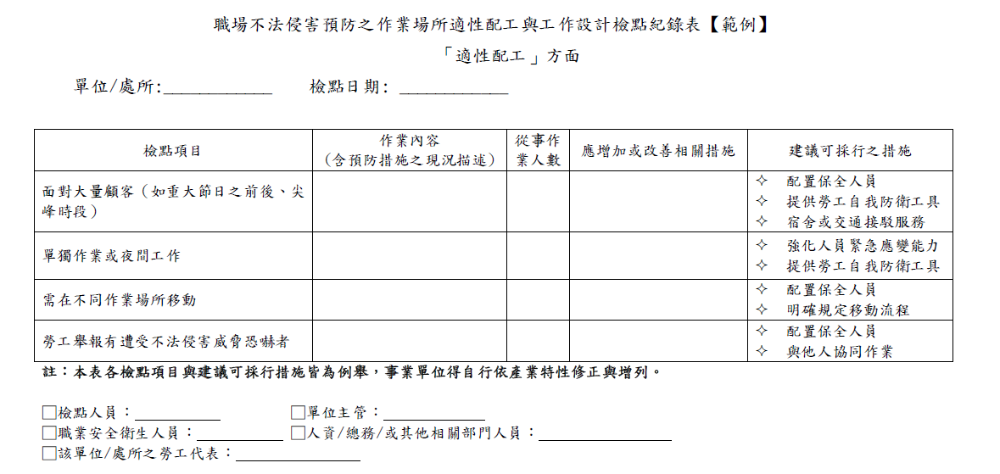 職場不法侵害預防之作業場所適性配工與工作設計檢點紀錄表【範例】
「適性配工」方面
單位/處所:____________ 檢點日期: ____________
檢點項目
作業內容
(含預防措施之現況描述)
從事作
業人數
應增加或改善相關措施
建議可採行之措施
面對大量顧客(如重大節日之前後、尖
峰時段)
✧ 配置保全人員
✧ 提供勞工自我防衛工具
✧ 宿舍或交通接駁服務
單獨作業或夜間工作
✧ 強化人員緊急應變能力
✧ 提供勞工自我防衛工具
需在不同作業場所移動
✧ 配置保全人員
✧ 明確規定移動流程
勞工舉報有遭受不法侵害威脅恐嚇者
✧ 配置保全人員
✧ 與他人協同作業
註:本表各檢點項目與建議可採行措施皆為例舉,事業單位得自行依產業特性修正與增列。
□檢點人員:__________ □單位主管:____________
□職業安全衛生人員:__________ □人資/總務/或其他相關部門人員:_______________
□該單位/處所之勞工代表:______________